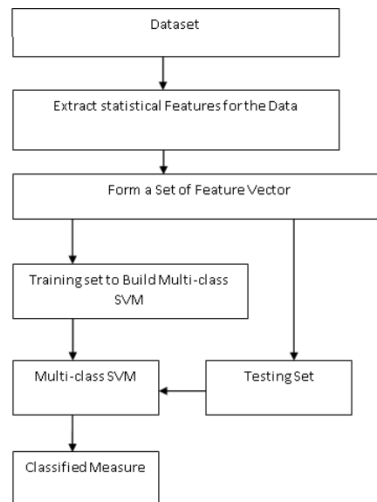 Dataset
Extract statistical Features for the Data
Form a Set of Feature Vector
Training set to Build Multi-class
SVM
Multi-class SVM
Testing Set
Classified Measure